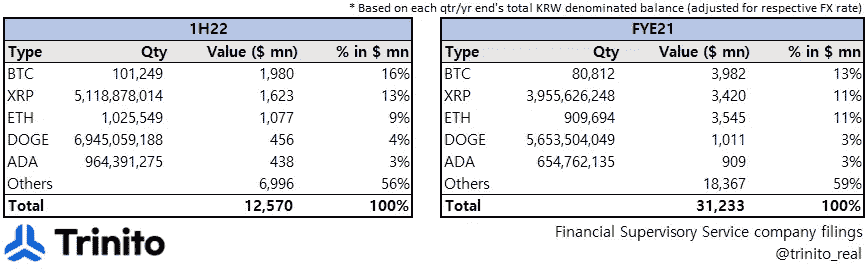 * Based on each qtr/yr end's total KRW denominated balance (adjusted for respective FX rate)
1H22
Type Qty Value ($ mn) % in $ mn
BTC 101,249 1,980 16%
XRP 5,118,878,014 1,623 13%
ETH 1,025,549 1,077 9%
DOGE 6,945,059,188 456 4%
ADA 964,391,275 438 3%
Others 6,996 56%
Total 12,570 100%
FYE21
Type Qty Value ($ mn) % in $ mn
BTC 80,812 3,982 13%
XRP 3,955,626,248 3,420 11%
ETH 909,694 3,545 11%
DOGE 5,653,504,049 1,011 3%
ADA 654,762,135 909 3%
Others 18,367 59%
Total 31,233 100%
Trinito
Financial Supervisory Service company filings
@trinito_real